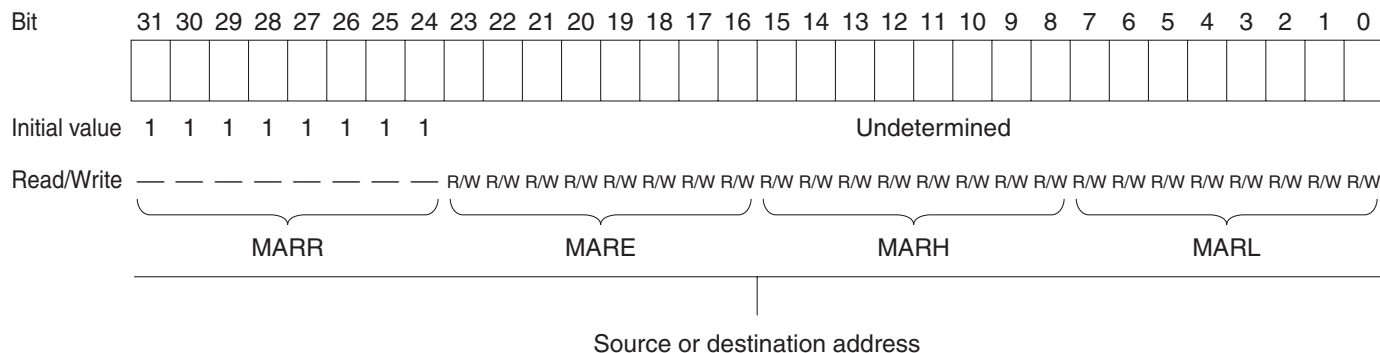 Bit 31 30 29 28 27 26 25 24 23 22 21 20 19 18 17 16 15 14 13 12 11 10 9 8 7 6 5 4 3 2 1 0
Initial value 1 1 1 1 1 1 1 1 Undetermined
Read/Write — — — — — — — — R/W R/W R/W R/W R/W R/W R/W R/W R/W R/W R/W R/W R/W R/W R/W R/W R/W R/W R/W R/W R/W R/W R/W R/W
MARR MARE MARH MARL
Source or destination address